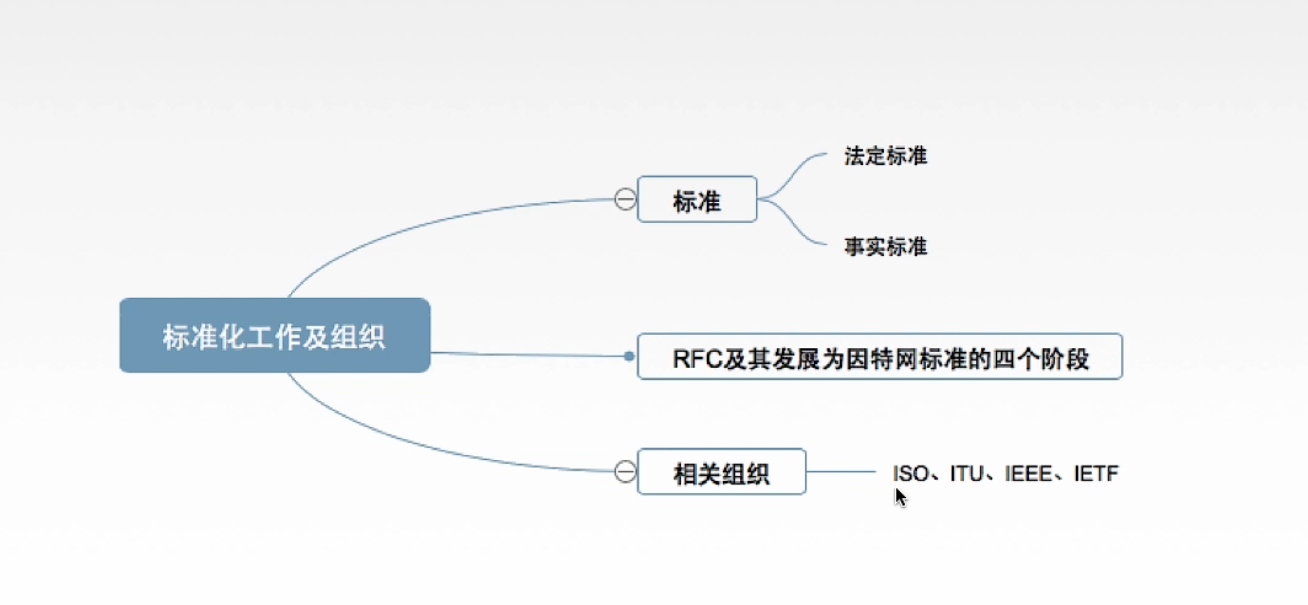 法定标准
标准
事实标准
标准化工作及组织
RFC及其发展为因特网标准的四个阶段
相关组织
ISO、ITU、IEEE、IETF